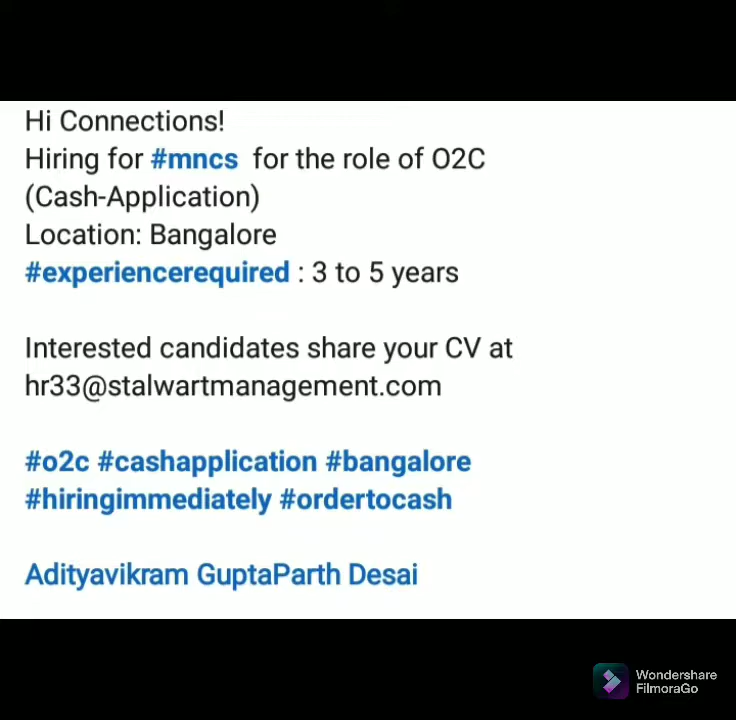 Hi Connections!
Hiring for #mncs for the role of O2C
(Cash-Application)
Location: Bangalore
#experiencerequired : 3 to 5 years
Interested candidates share your CV at
hr33@stalwartmanagement.com
#o2c #cashapplication #bangalore
#hiringimmediately #ordertocash
Adityavikram GuptaParth Desai
Wondershare
FilmoraGo